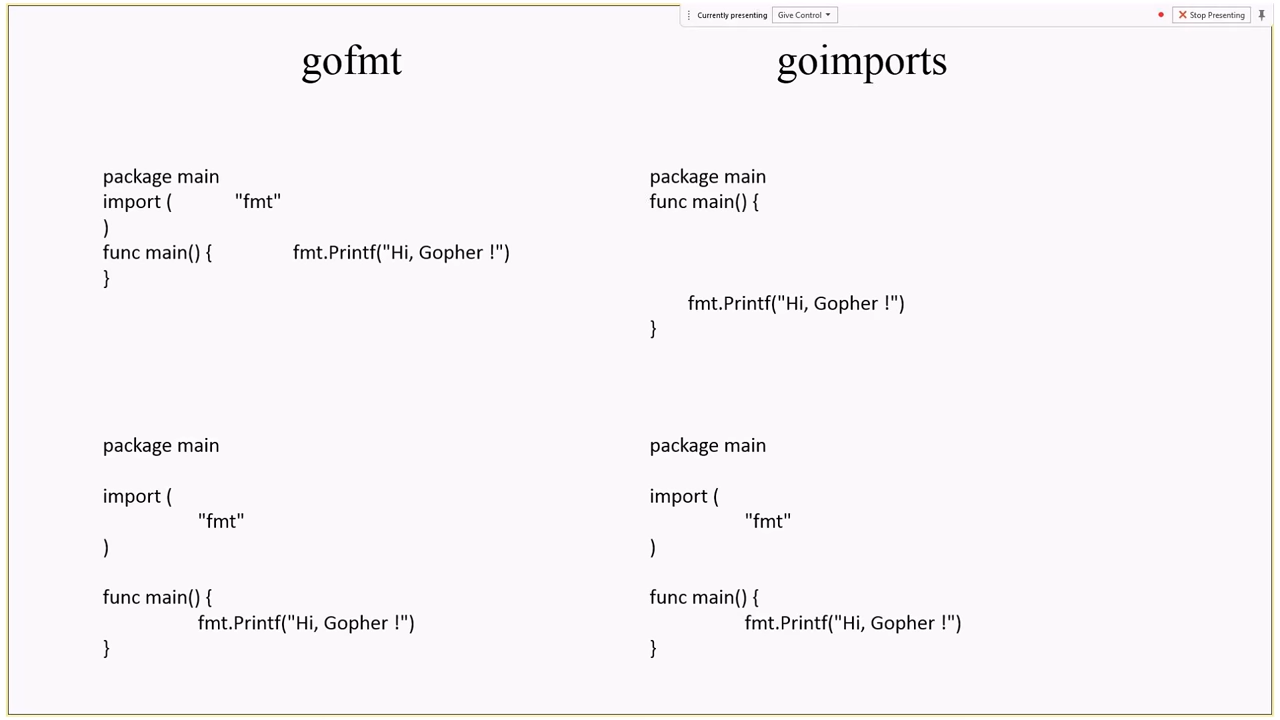 Currently presenting
Give Control
Stop Presenting
gofmt
goimports
package main
import ( "fmt"
)
func main() { fmt.Printf("Hi, Gopher !")
}
package main
func main() {
fmt.Printf("Hi, Gopher !")
}
package main
import (
"fmt"
)
func main() {
fmt.Printf("Hi, Gopher !")
}
package main
import (
"fmt"
)
func main() {
fmt.Printf("Hi, Gopher !")
}